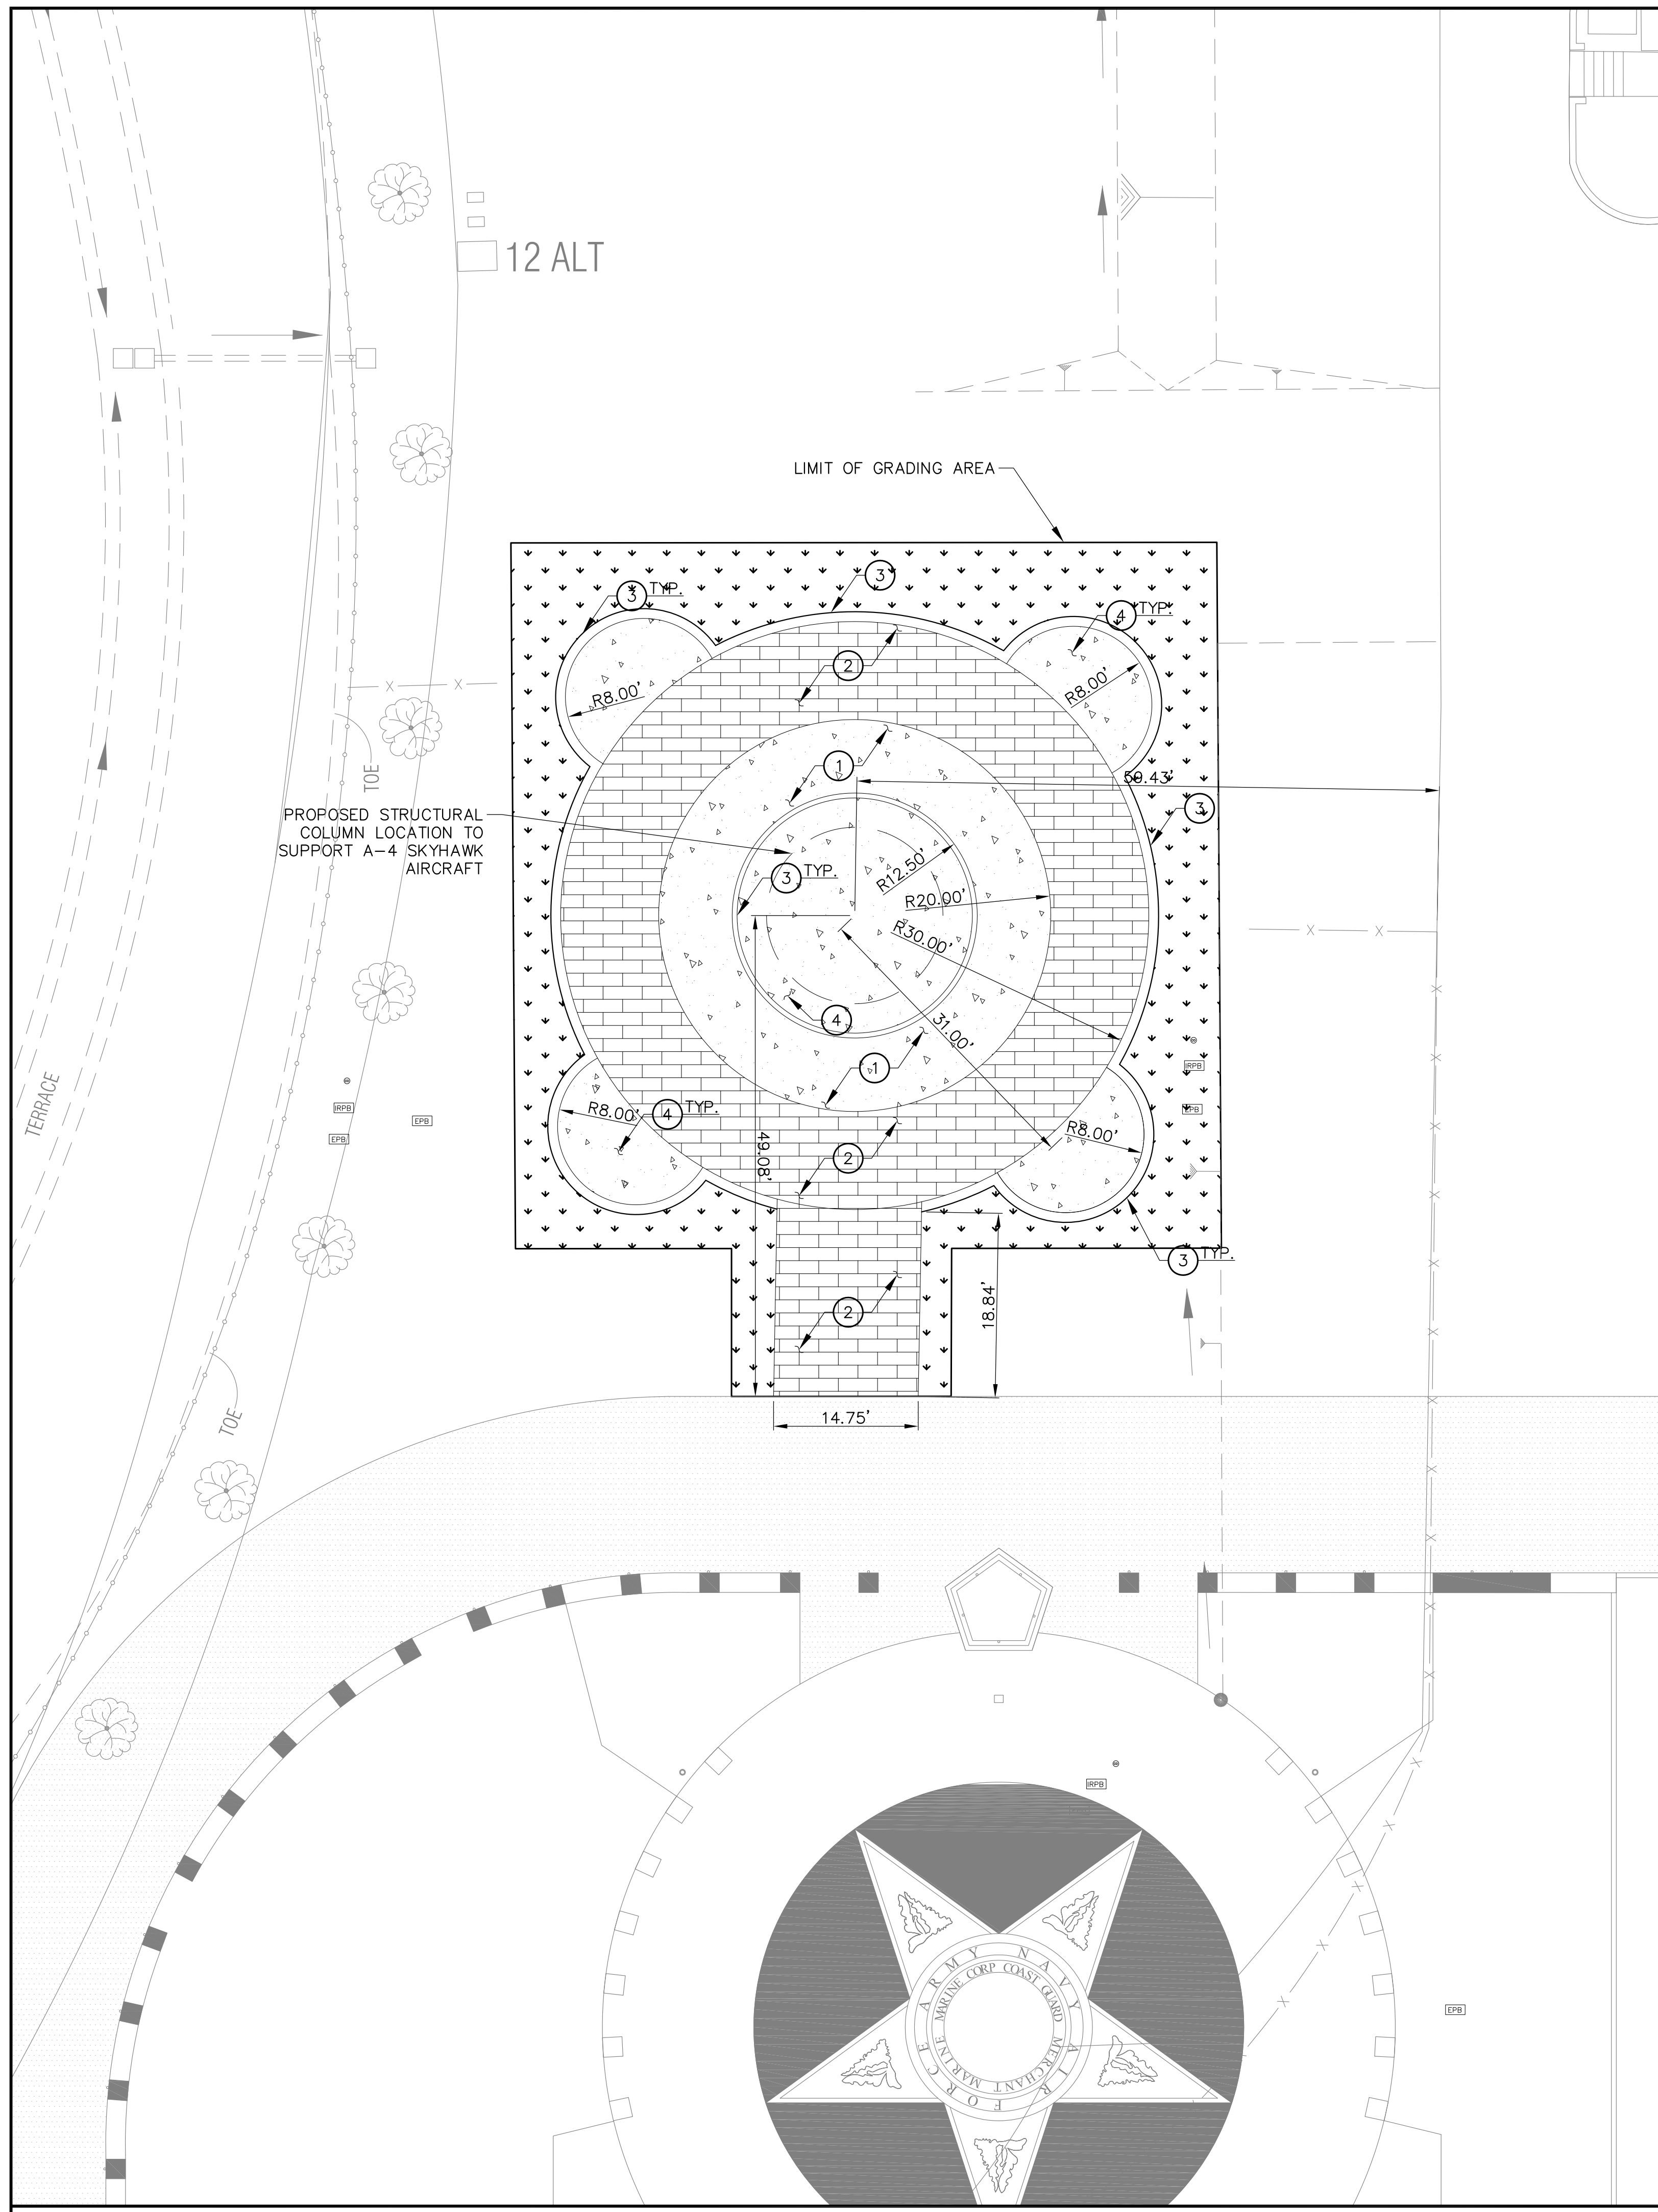 12 ALT
LIMIT OF GRADING AREA
3
3 TYP.
4 TYP.
2
R8.00'
R8.00'
TOE
1
59.43'
3
PROPOSED STRUCTURAL
COLUMN LOCATION TO
SUPPORT A-4 SKYHAWK
AIRCRAFT
R12.50'
3 TYP.
R20.00'
R30.00'
4
31.00'
1
TERRACE
IRPB
EPB
EPB
IRPB
EPB
R8.00'
4 TYP.
R8.00'
49.08'
2
3 TYP.
2
18.84'
TOE
14.75'
IRPB
ARMY NAVY AIR FORCE
MARINE CORP COAST GUARD MERCHANT MARINE
EPB